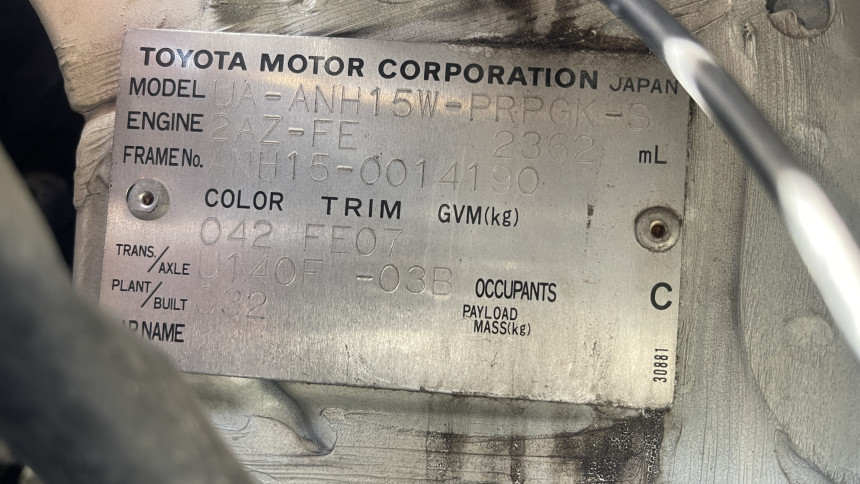 TOYOTA MOTOR CORPORATION JAPAN
MODEL UA-ANH15W-PRPGK-S
ENGINE 2AZ-FE 2362 mL
FRAME No. ANH15-0014190
COLOR TRIM GVM(kg)
042 FE07
TRANS./AXLE U140F -03B OCCUPANTS C
PLANT/BUILT PAYLOAD MASS(kg)
NAME
30881